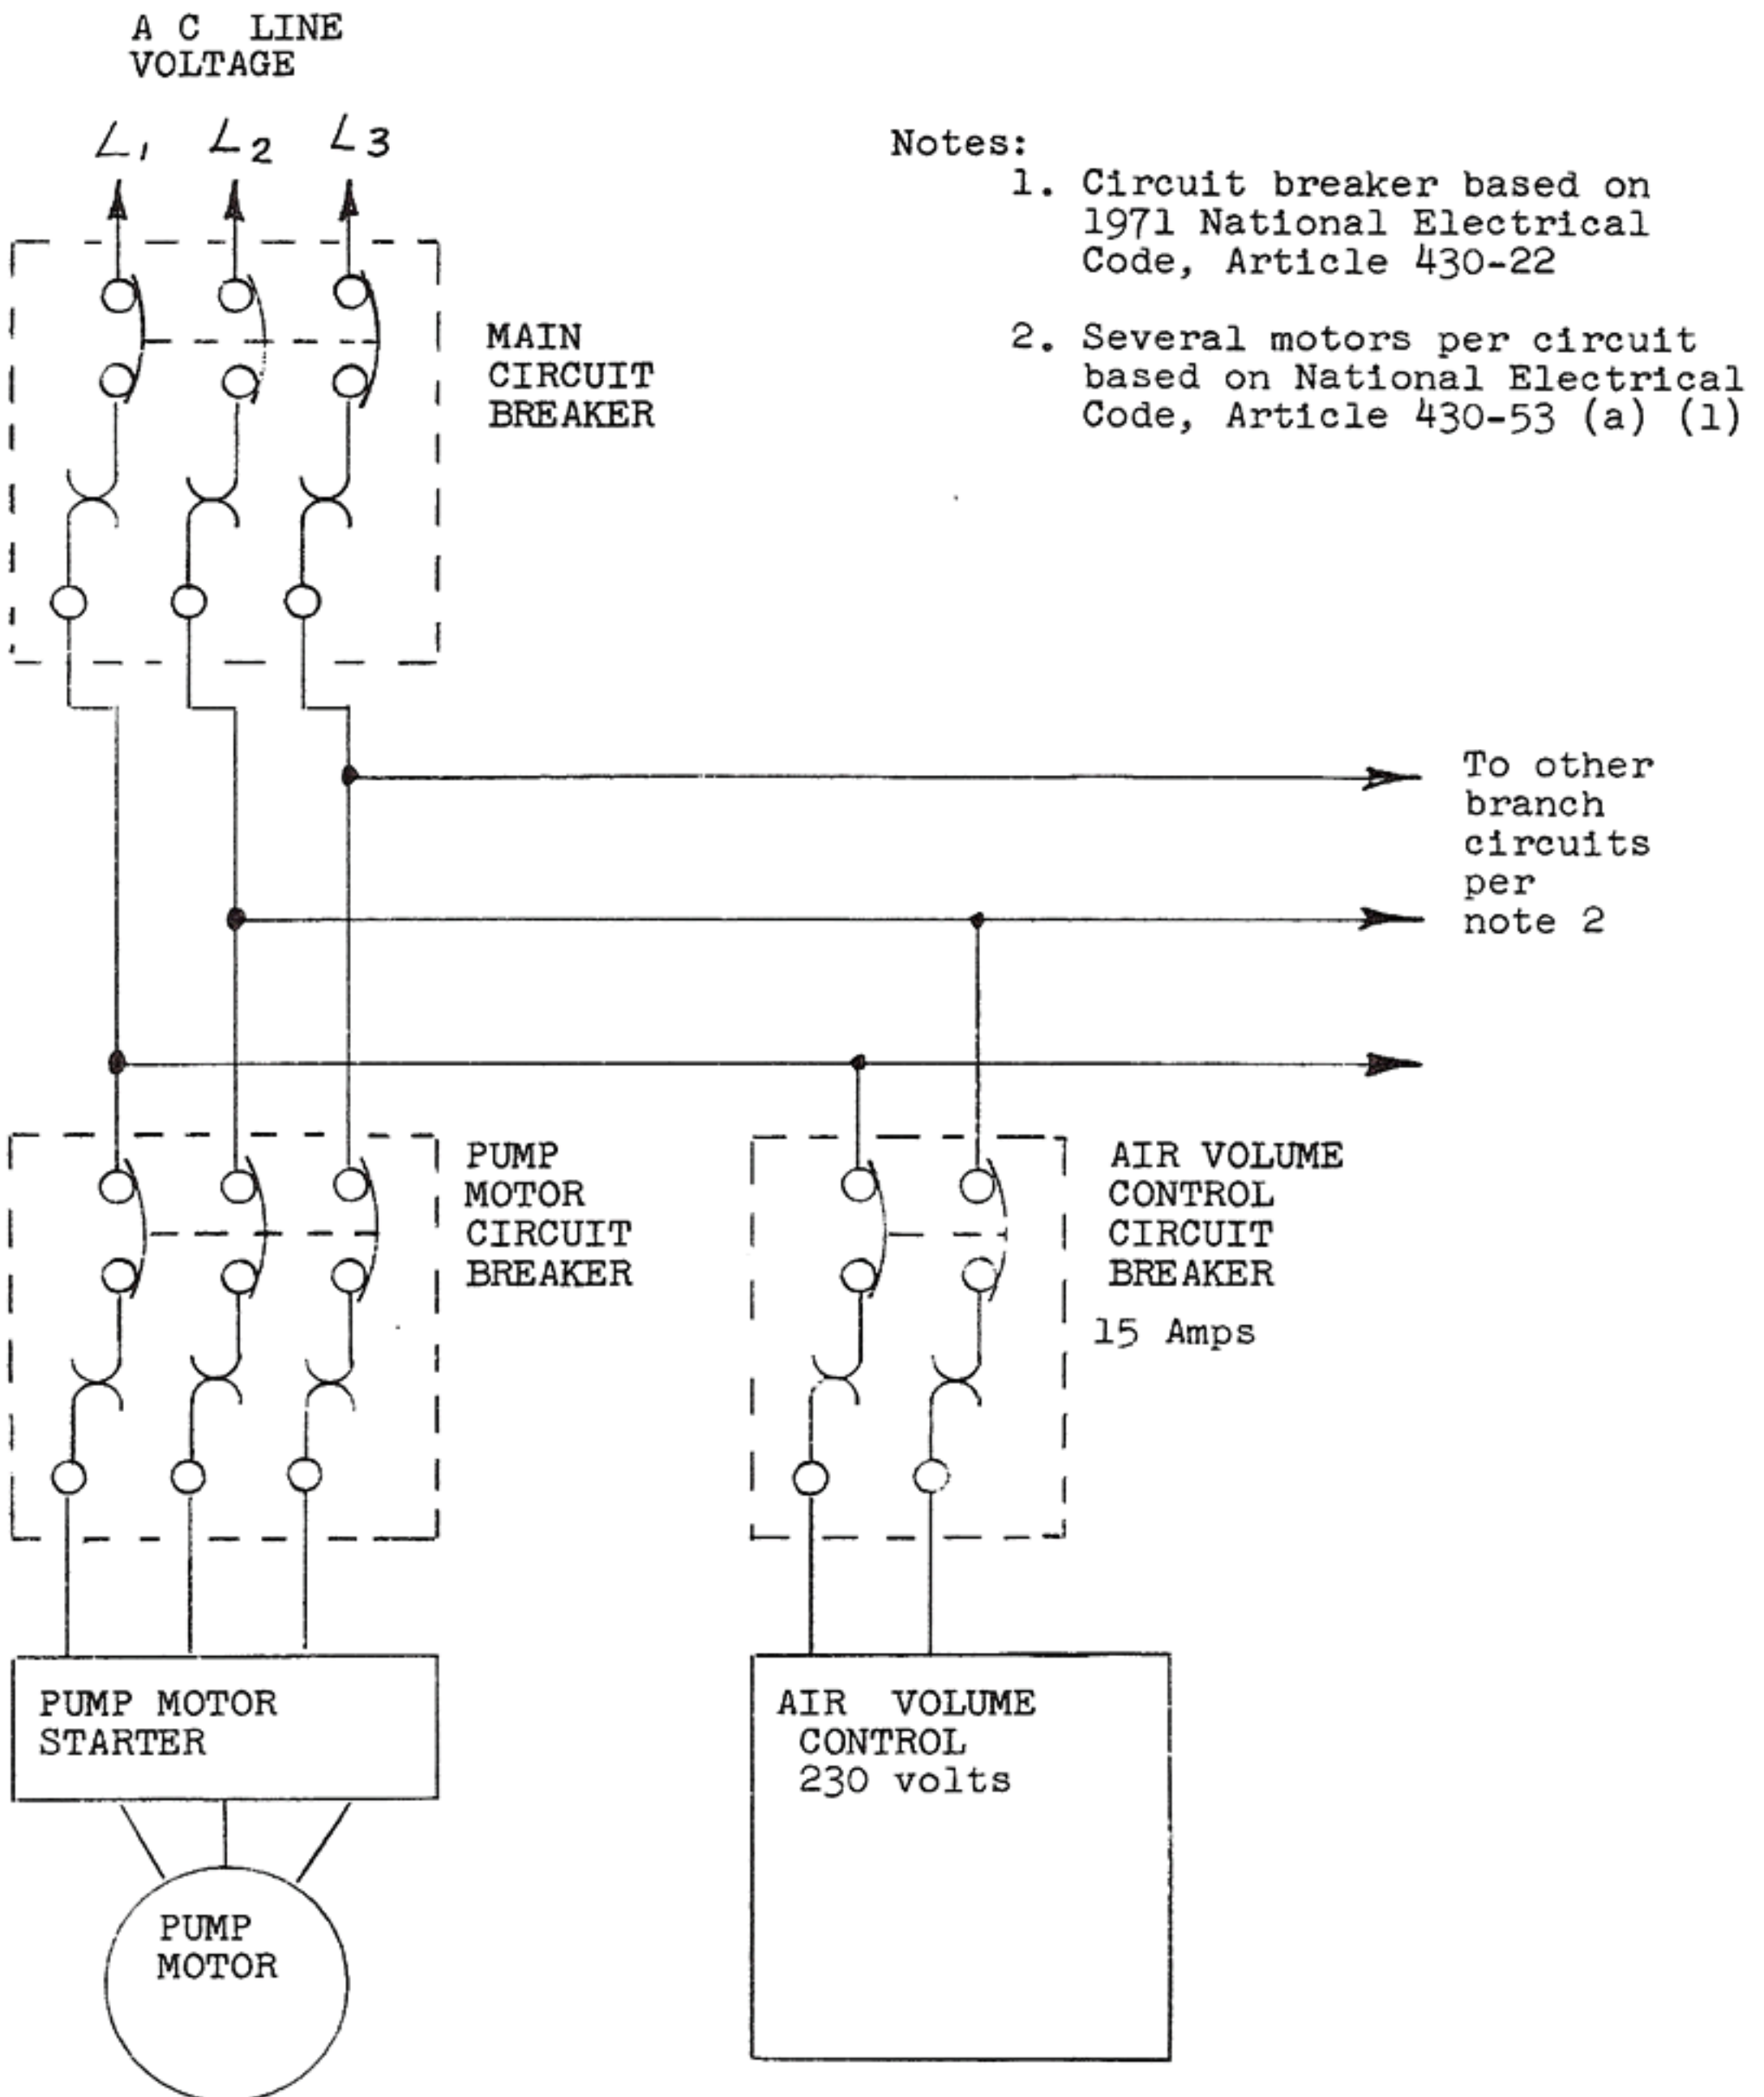 A C LINE
VOLTAGE
L1 L2 L3
Notes:
1. Circuit breaker based on
1971 National Electrical
Code, Article 430-22
2. Several motors per circuit
based on National Electrical
Code, Article 430-53 (a) (1)
MAIN
CIRCUIT
BREAKER
To other
branch
circuits
per
note 2
PUMP
MOTOR
CIRCUIT
BREAKER
AIR VOLUME
CONTROL
CIRCUIT
BREAKER
15 Amps
PUMP MOTOR
STARTER
AIR VOLUME
CONTROL
230 volts
PUMP
MOTOR